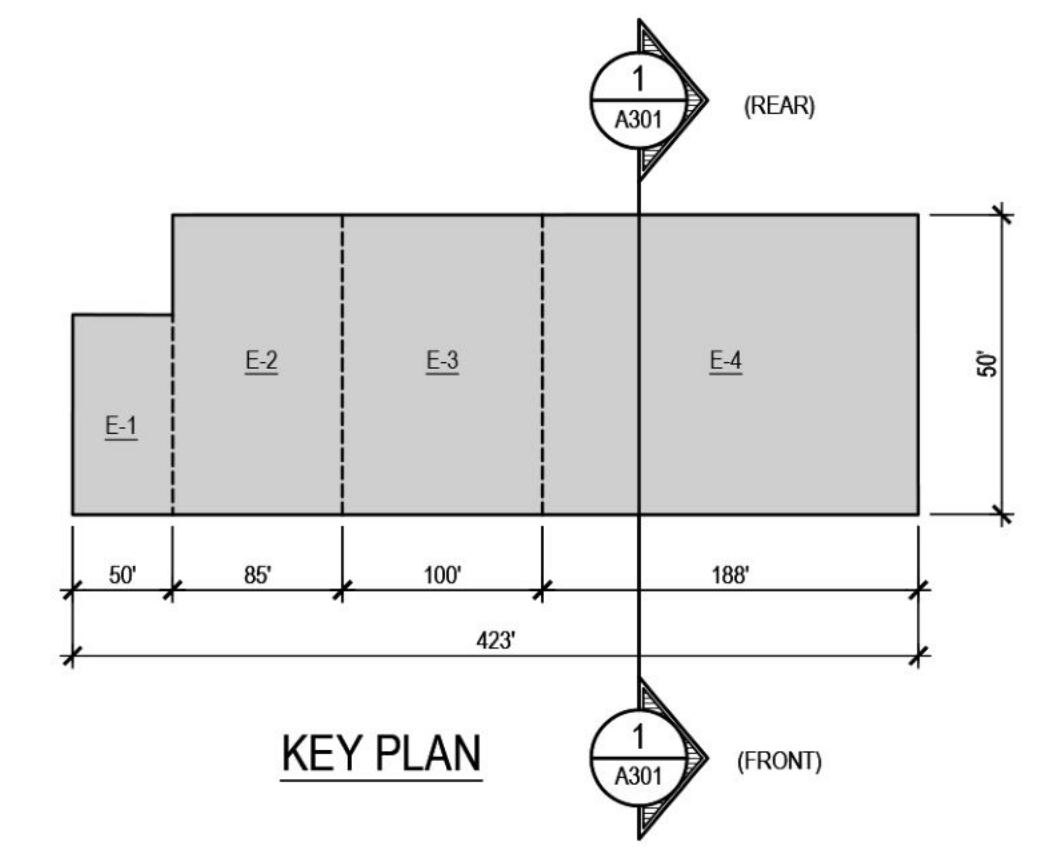 1
A301
(REAR)
E-1
E-2
E-3
E-4
50'
50'
85'
100'
188'
423'
KEY PLAN
1
A301
(FRONT)